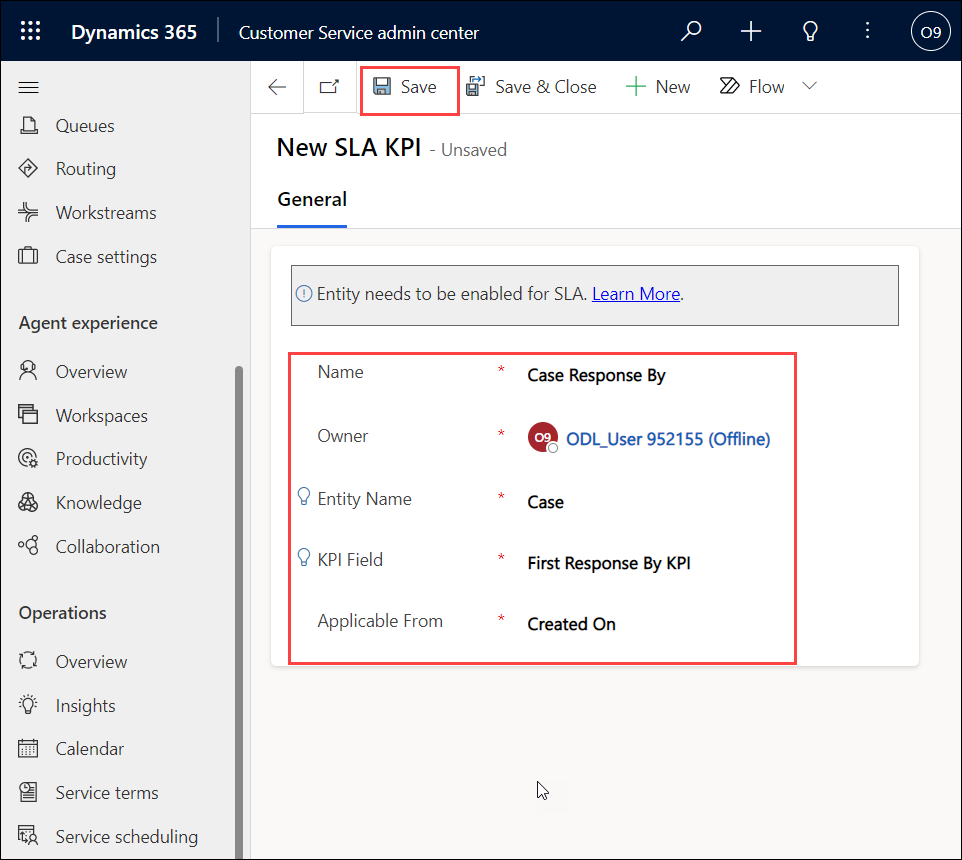 Dynamics 365 Customer Service admin center O9
Save Save & Close New Flow
New SLA KPI - Unsaved
General
Queues
Routing
Workstreams
Case settings
Agent experience
Overview
Workspaces
Productivity
Knowledge
Collaboration
Operations
Overview
Insights
Calendar
Service terms
Service scheduling
Entity needs to be enabled for SLA. Learn More.
Name * Case Response By
Owner * O9 ODL_User 952155 (Offline)
Entity Name * Case
KPI Field * First Response By KPI
Applicable From * Created On